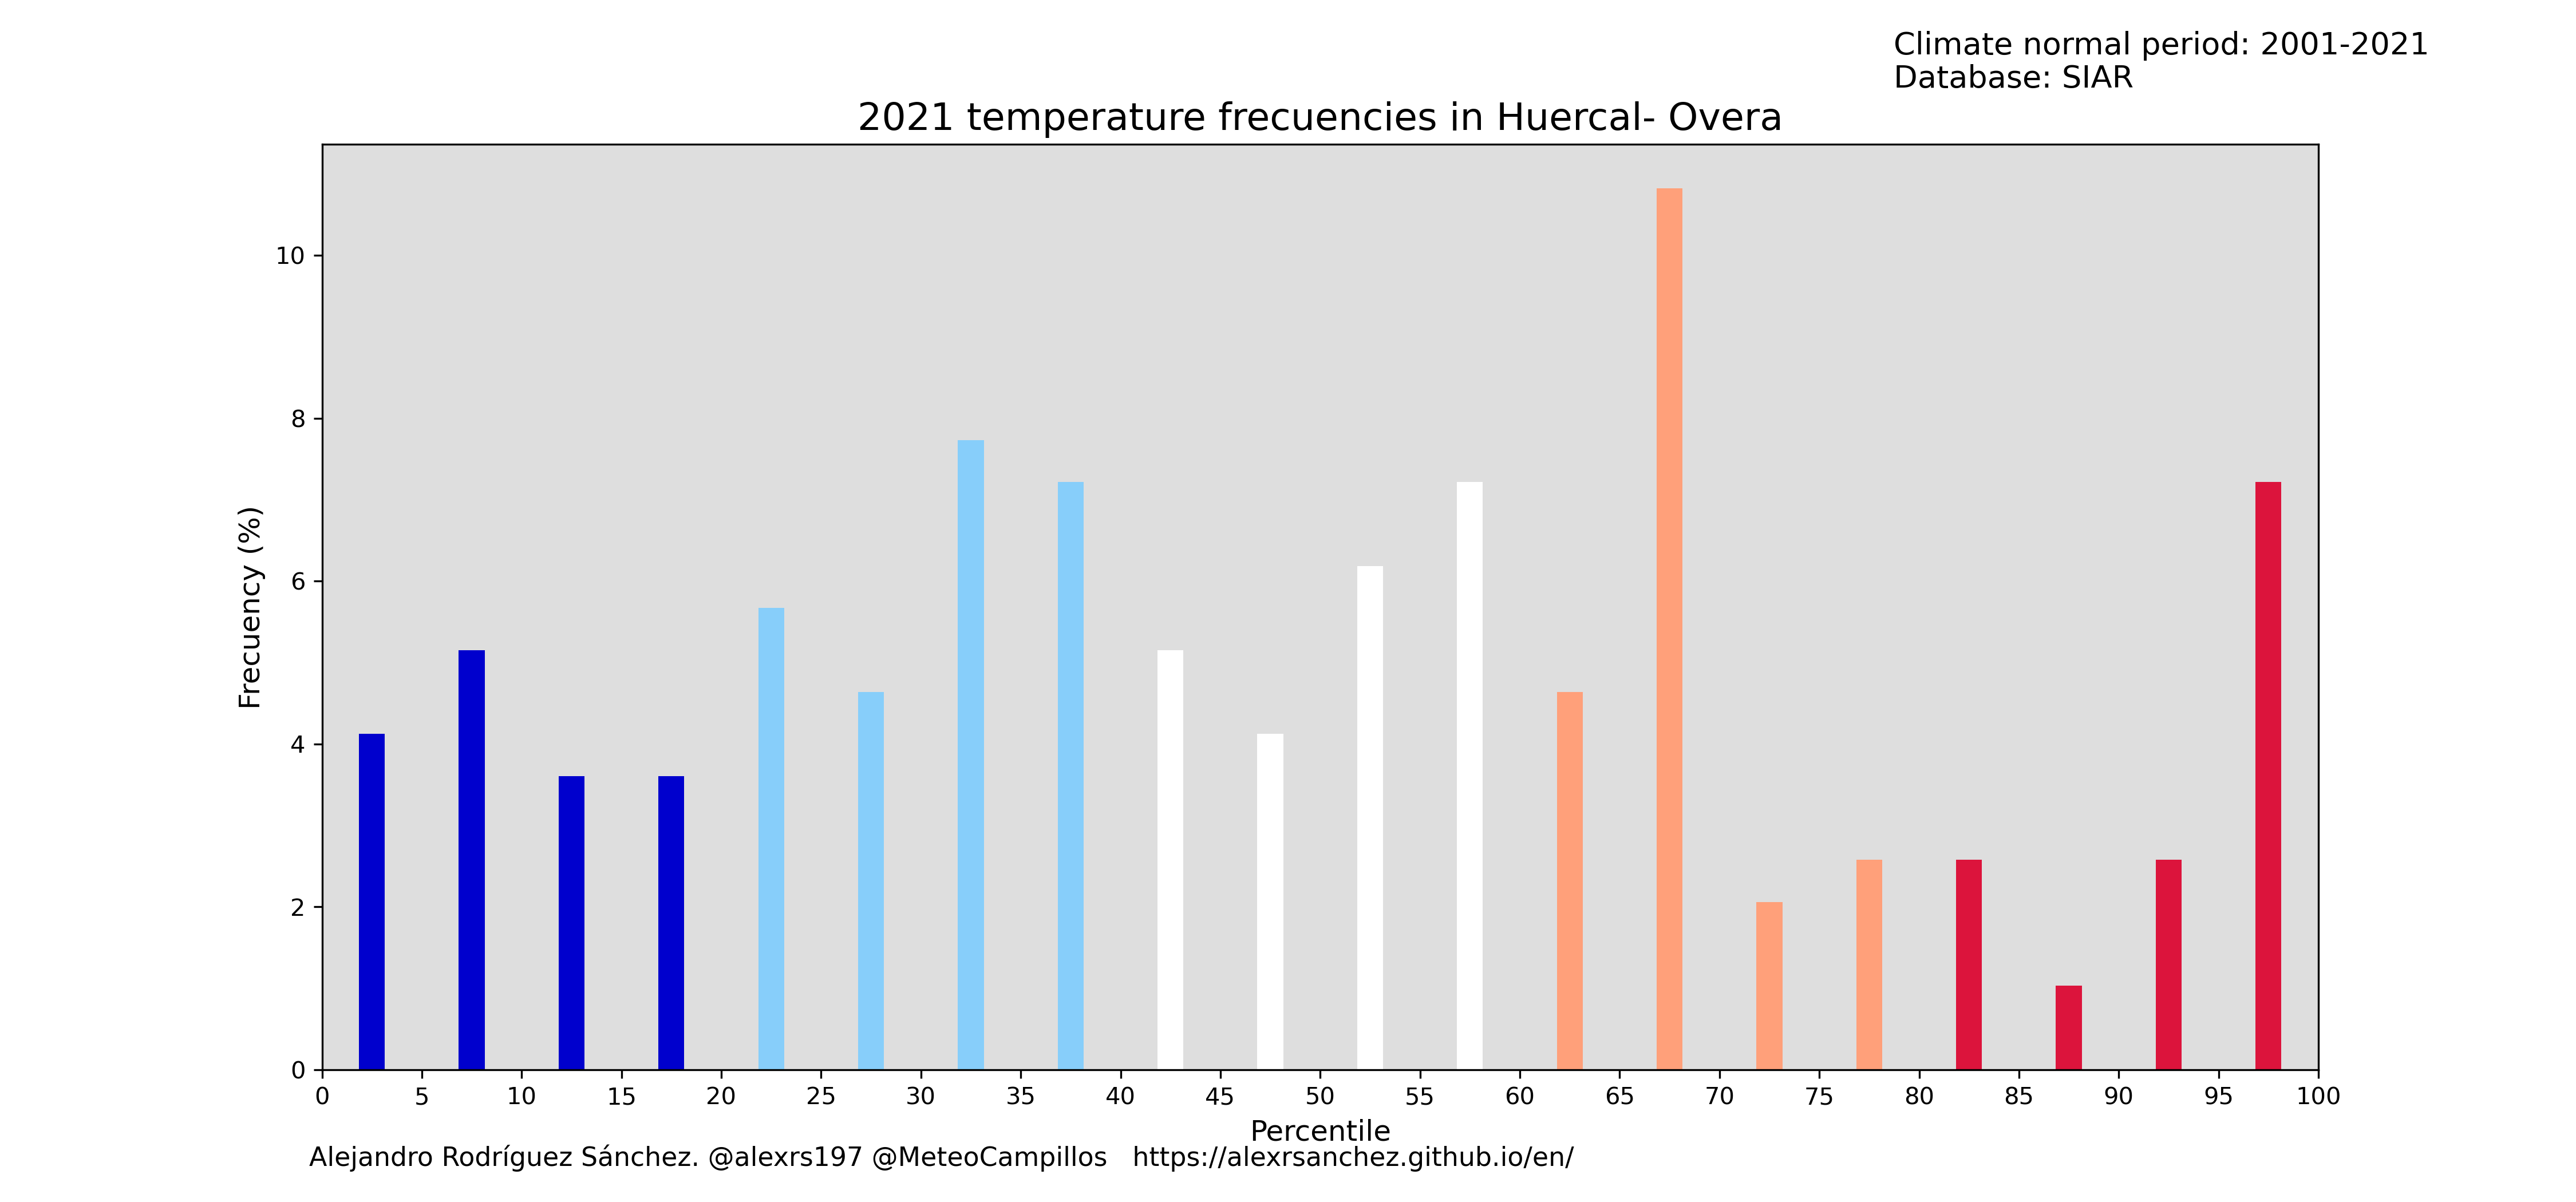 Climate normal period: 2001-2021
Database: SIAR
2021 temperature frecuencies in Huercal- Overa
Frecuency (%)
10
8
6
4
2
0
0 5 10 15 20 25 30 35 40 45 50 55 60 65 70 75 80 85 90 95 100
Percentile
Alejandro Rodríguez Sánchez. @alexrs197 @MeteoCampillos https://alexrsanchez.github.io/en/